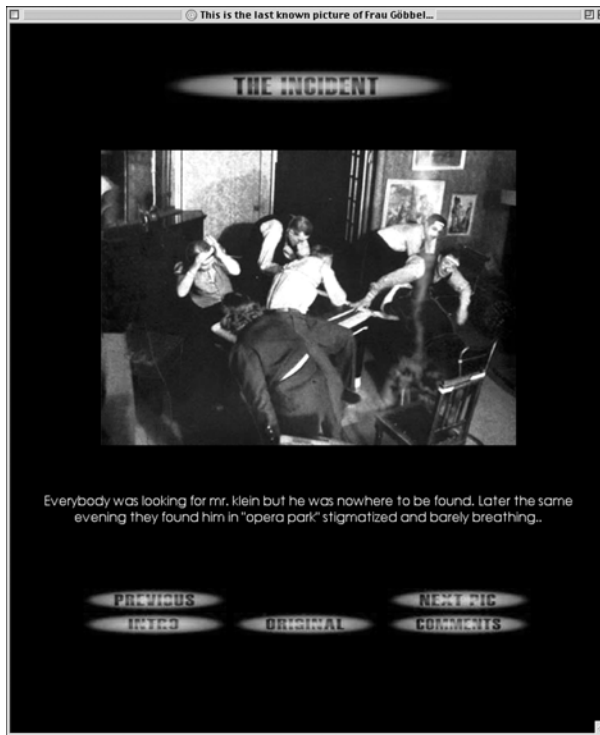 This is the last known picture of Frau Göbbel...
THE INCIDENT
Everybody was looking for mr. klein but he was nowhere to be found. Later the same
evening they found him in "opera park" stigmatized and barely breathing..
PREVIOUS
NEXT PIC
INTRO
ORIGINAL
COMMENTS